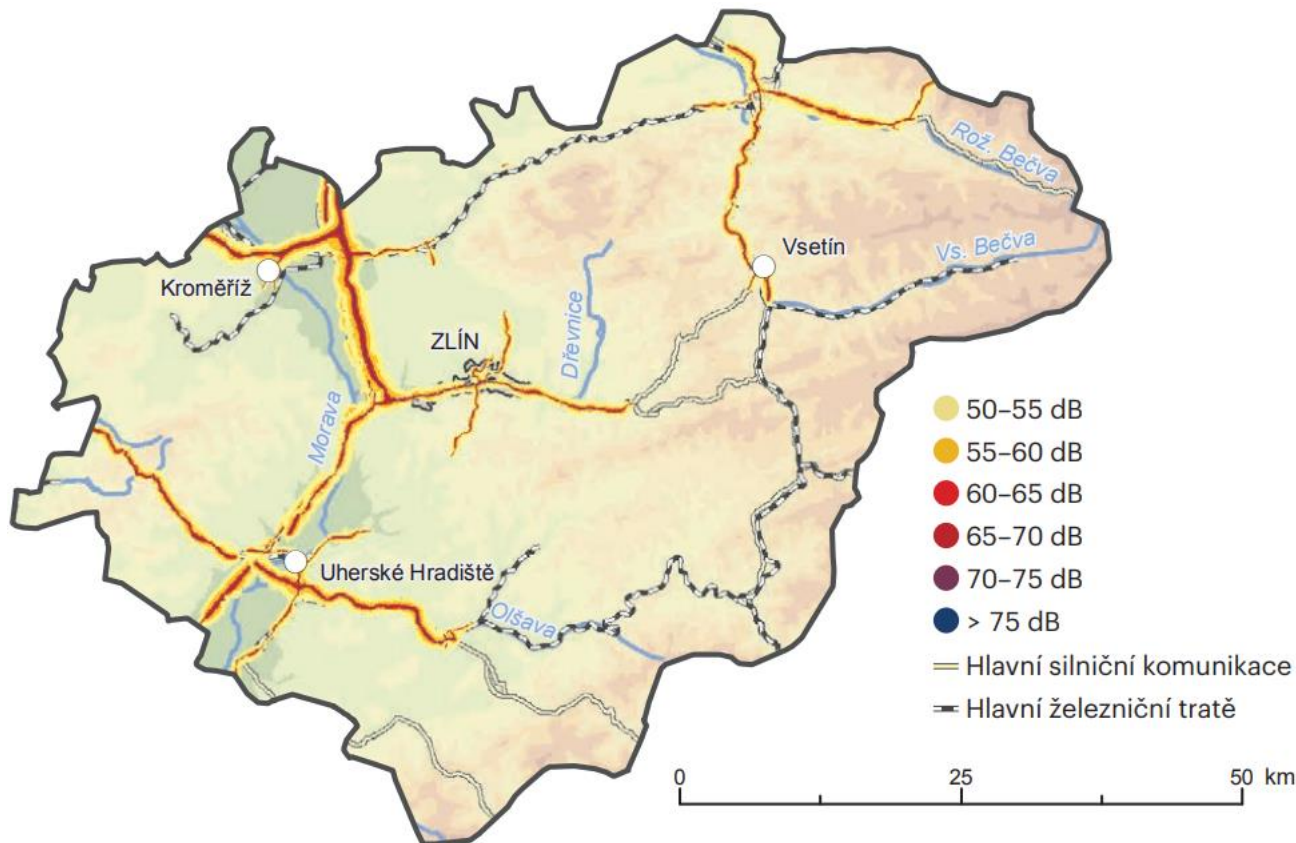 Rož. Bečva
Vsetín
Vs. Bečva
Kroměříž
Dřevnice
ZLÍN
Morava
Uherské Hradiště
Olšava
50–55 dB
55–60 dB
60–65 dB
65–70 dB
70–75 dB
> 75 dB
Hlavní silniční komunikace
Hlavní železniční tratě
0 25 50 km